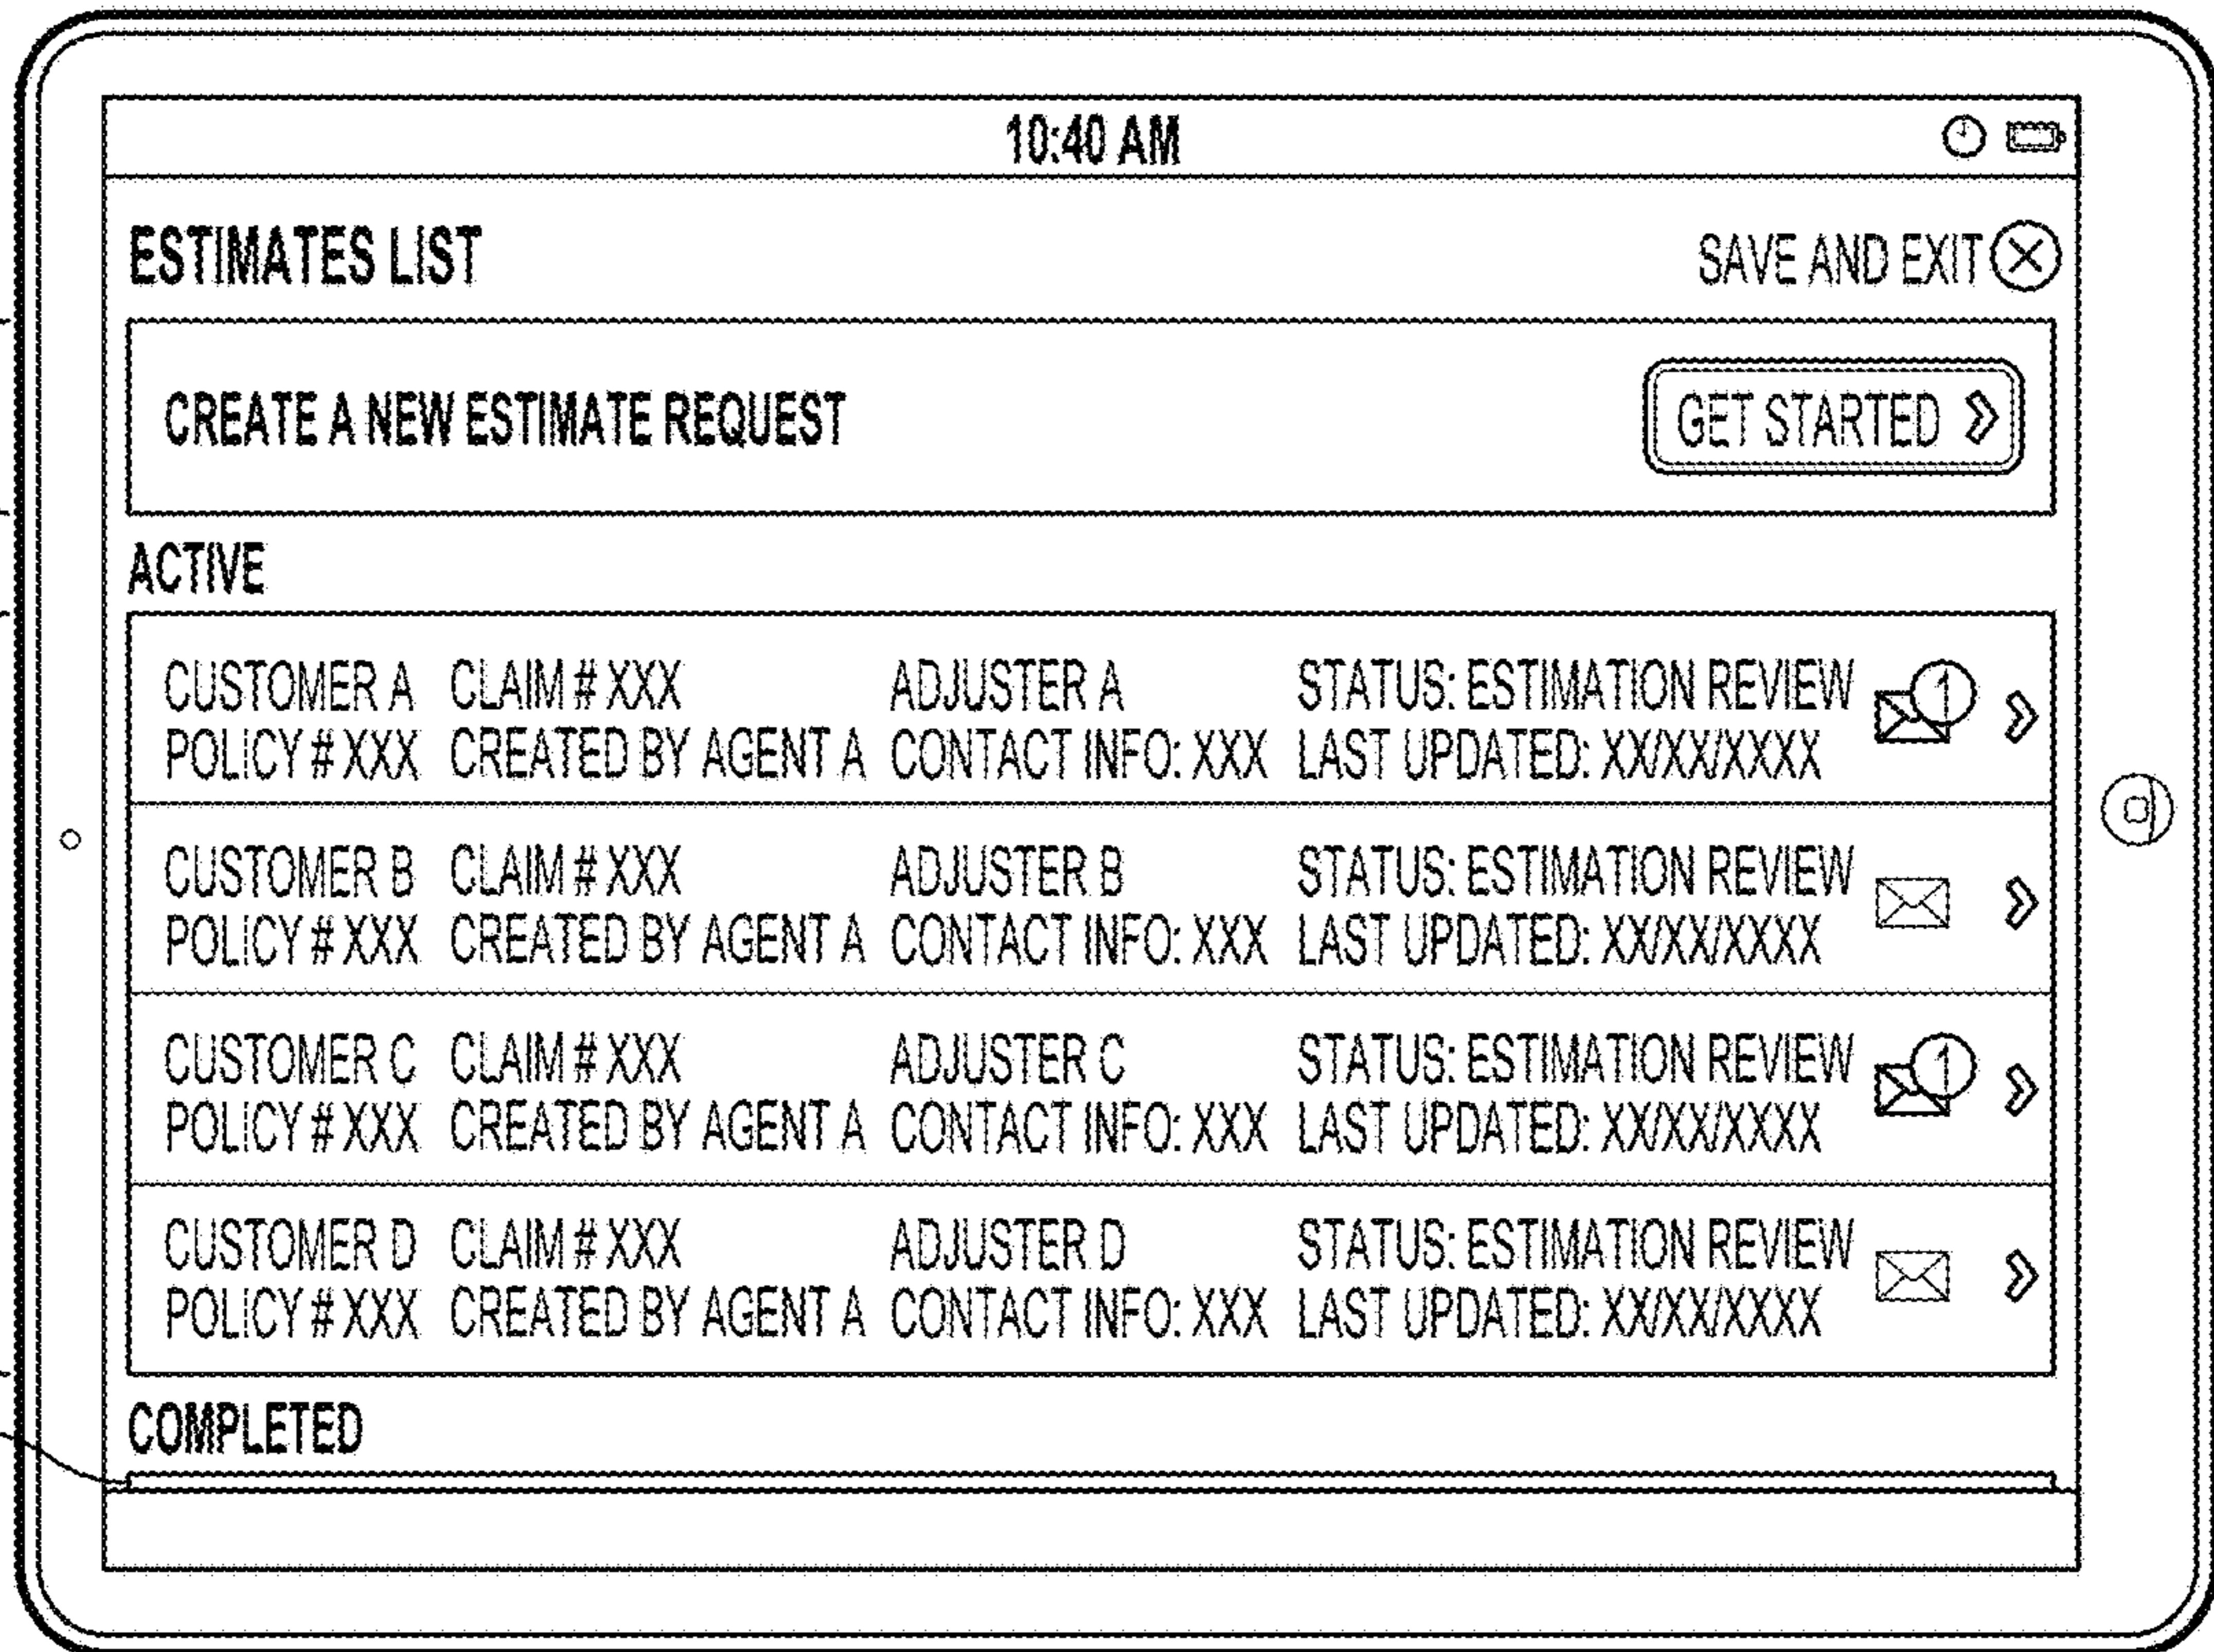 10:40 AM
ESTIMATES LIST SAVE AND EXIT
CREATE A NEW ESTIMATE REQUEST GET STARTED
ACTIVE
CUSTOMER A CLAIM # XXX ADJUSTER A STATUS: ESTIMATION REVIEW 1
POLICY # XXX CREATED BY AGENT A CONTACT INFO: XXX LAST UPDATED: XX/XX/XXXX
CUSTOMER B CLAIM # XXX ADJUSTER B STATUS: ESTIMATION REVIEW
POLICY # XXX CREATED BY AGENT A CONTACT INFO: XXX LAST UPDATED: XX/XX/XXXX
CUSTOMER C CLAIM # XXX ADJUSTER C STATUS: ESTIMATION REVIEW 1
POLICY # XXX CREATED BY AGENT A CONTACT INFO: XXX LAST UPDATED: XX/XX/XXXX
CUSTOMER D CLAIM # XXX ADJUSTER D STATUS: ESTIMATION REVIEW
POLICY # XXX CREATED BY AGENT A CONTACT INFO: XXX LAST UPDATED: XX/XX/XXXX
COMPLETED